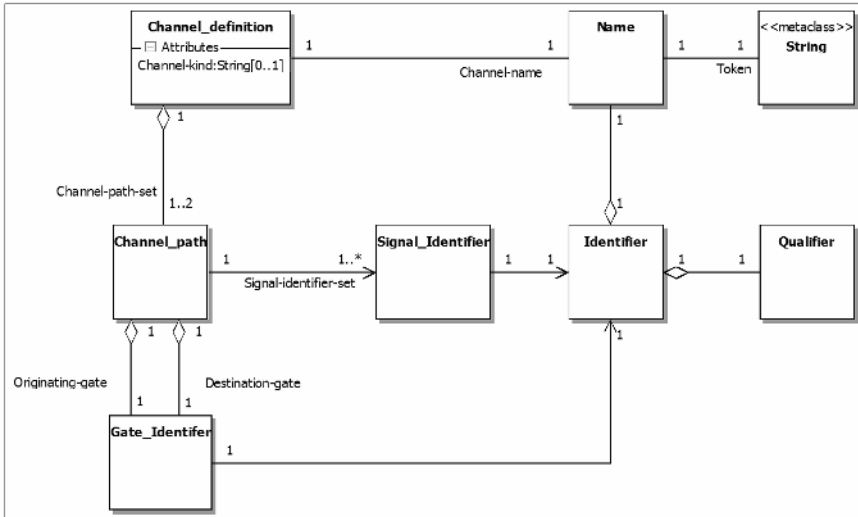 Channel_definition
Attributes
Channel-kind:String[0..1]
1
1
Channel-name
Name
1
1
Token
<<metaclass>>
String
1
1
Channel-path-set
1..2
1
Channel_path
1
1..*
Signal-identifier-set
Signal_Identifier
1
1
Identifier
1
1
Qualifier
1
1
1
Originating-gate
Destination-gate
1
1
Gate_Identifer
1